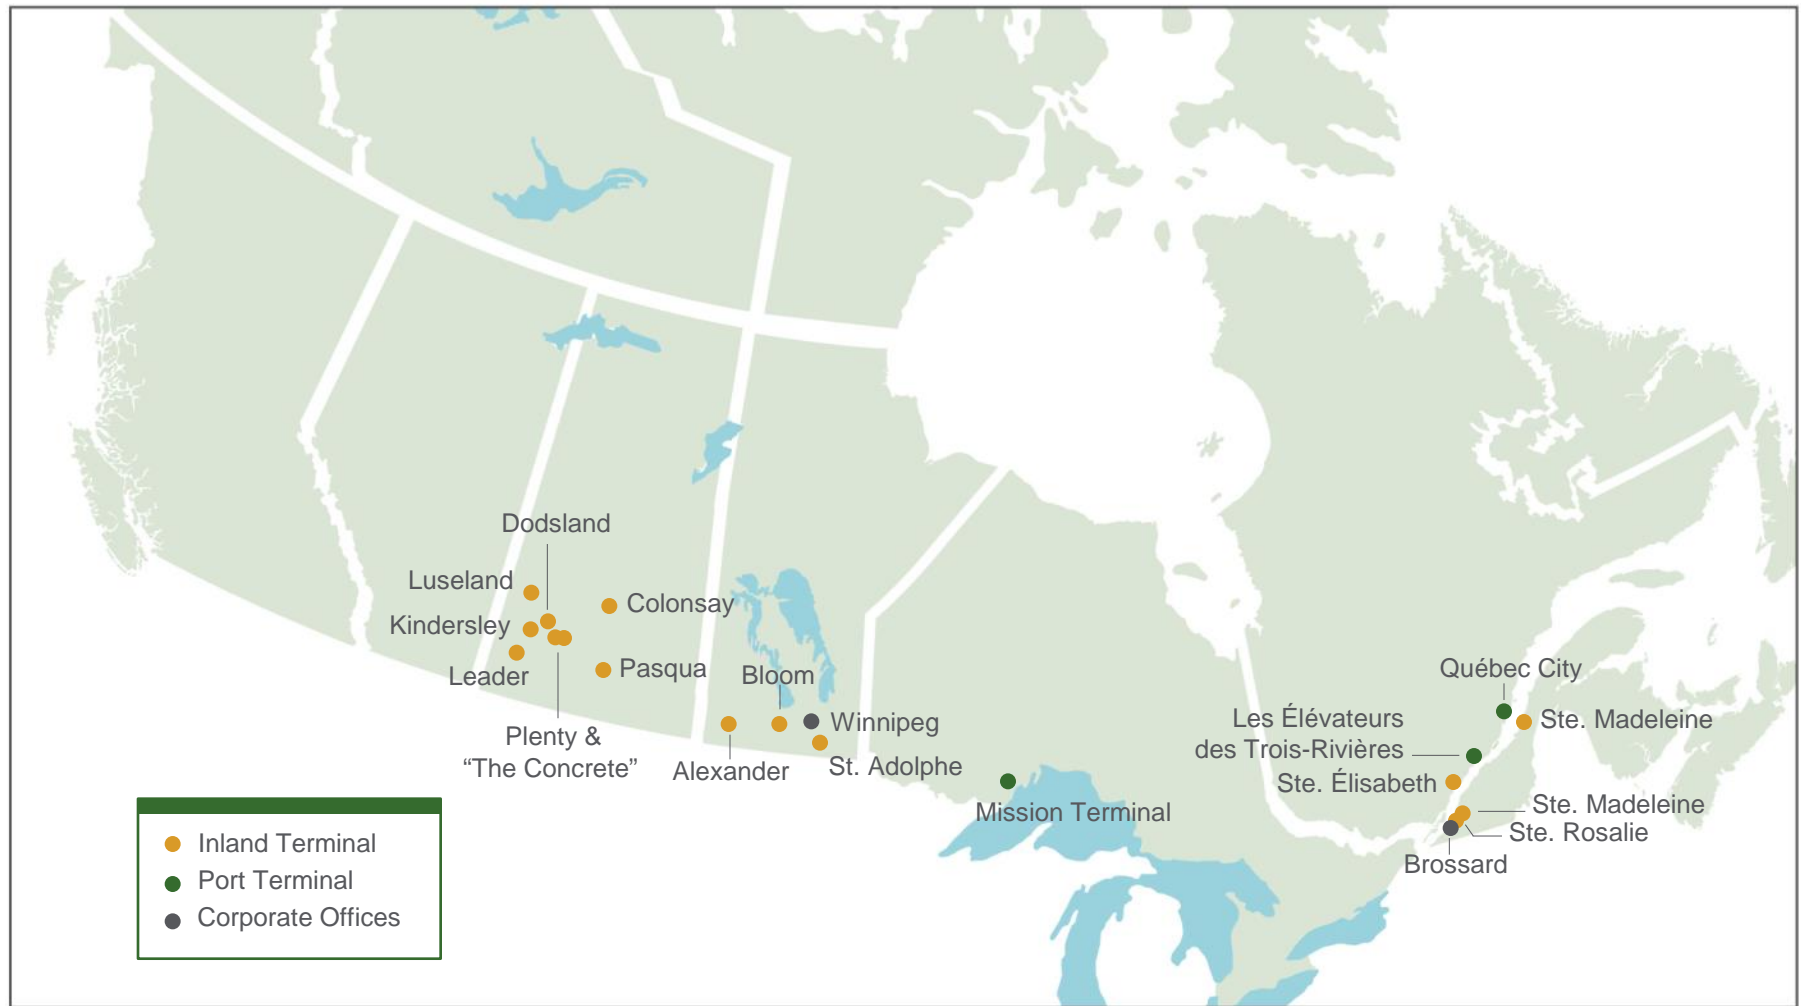 Dodsland
Luseland
Colonsay
Kindersley
Leader
Pasqua
Bloom
Plenty &
“The Concrete”
Winnipeg
Alexander
St. Adolphe
Mission Terminal
Québec City
Les Élévateurs
des Trois-Rivières
Ste. Madeleine
Ste. Élisabeth
Ste. Madeleine
Ste. Rosalie
Brossard
Inland Terminal
Port Terminal
Corporate Offices